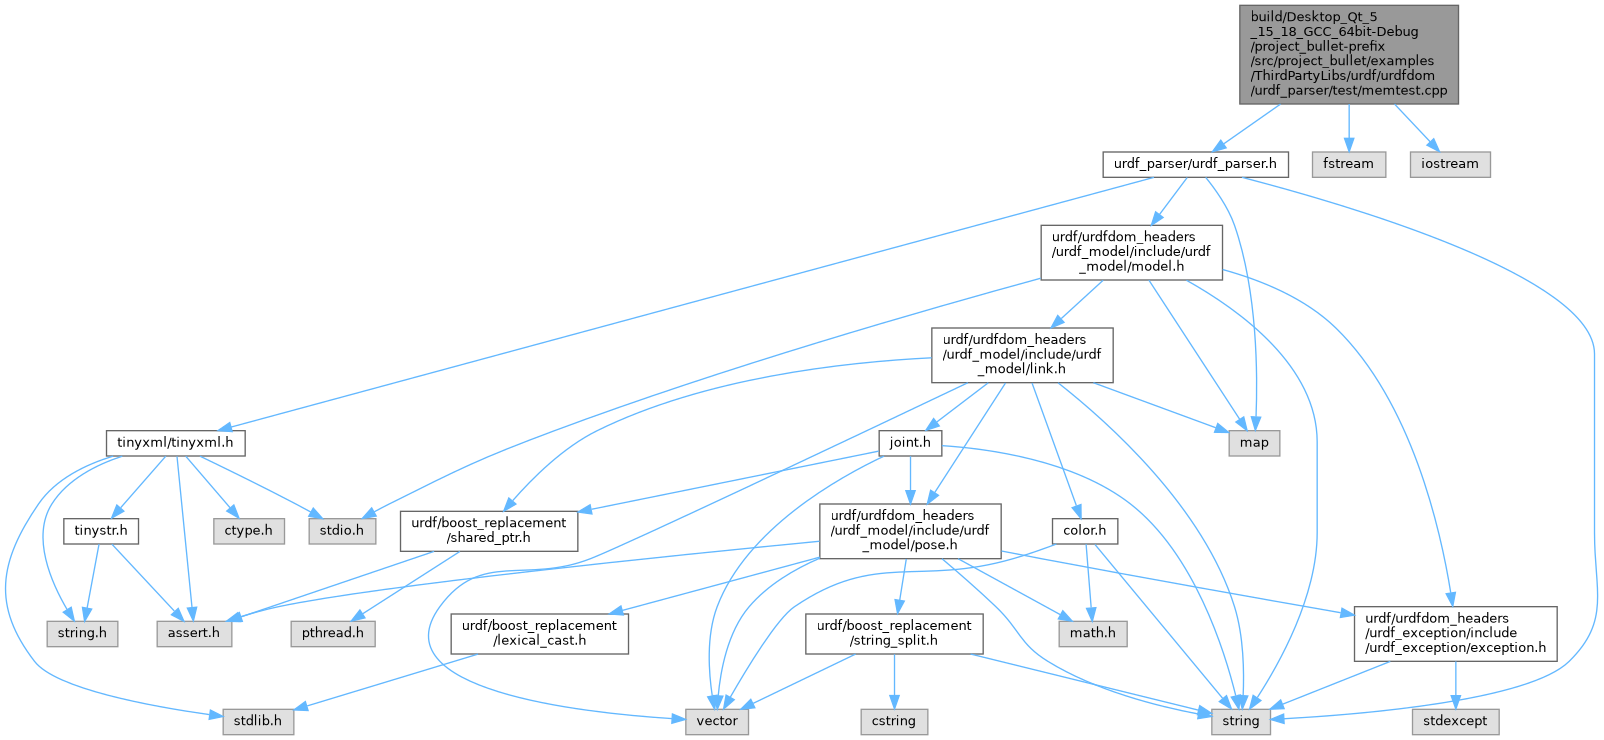 build/Desktop_Qt_5
_15_18_GCC_64bit-Debug
/project_bullet-prefix
/src/project_bullet/examples
/ThirdPartyLibs/urdf/urdfdom
/urdf_parser/test/memtest.cpp
urdf_parser/urdf_parser.h
fstream
iostream
urdf/urdfdom_headers
/urdf_model/include/urdf
_model/model.h
urdf/urdfdom_headers
/urdf_model/include/urdf
_model/link.h
tinyxml/tinyxml.h
joint.h
map
tinystr.h
ctype.h
stdio.h
urdf/boost_replacement
/shared_ptr.h
urdf/urdfdom_headers
/urdf_model/include/urdf
_model/pose.h
color.h
string.h
assert.h
pthread.h
urdf/boost_replacement
/lexical_cast.h
urdf/boost_replacement
/string_split.h
math.h
urdf/urdfdom_headers
/urdf_exception/include
/urdf_exception/exception.h
stdlib.h
vector
cstring
string
stdexcept